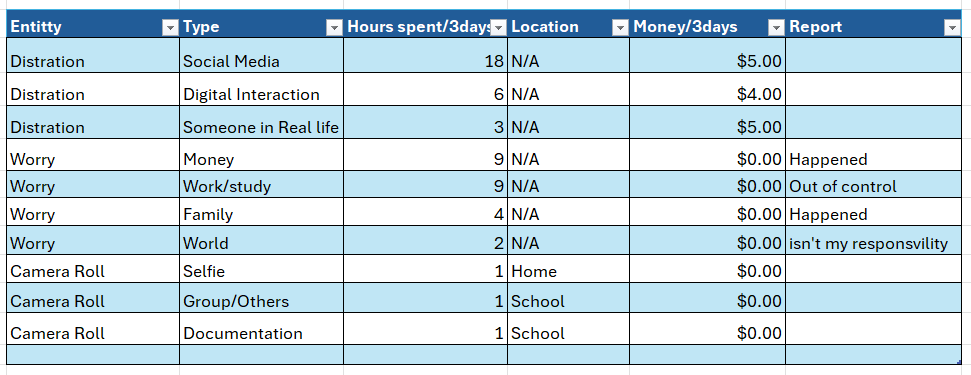 Entitty Type Hours spent/3days Location Money/3days Report
Distration Social Media 18 N/A $5.00
Distration Digital Interaction 6 N/A $4.00
Distration Someone in Real life 3 N/A $5.00
Worry Money 9 N/A $0.00 Happened
Worry Work/study 9 N/A $0.00 Out of control
Worry Family 4 N/A $0.00 Happened
Worry World 2 N/A $0.00 isn't my responsvility
Camera Roll Selfie 1 Home $0.00
Camera Roll Group/Others 1 School $0.00
Camera Roll Documentation 1 School $0.00